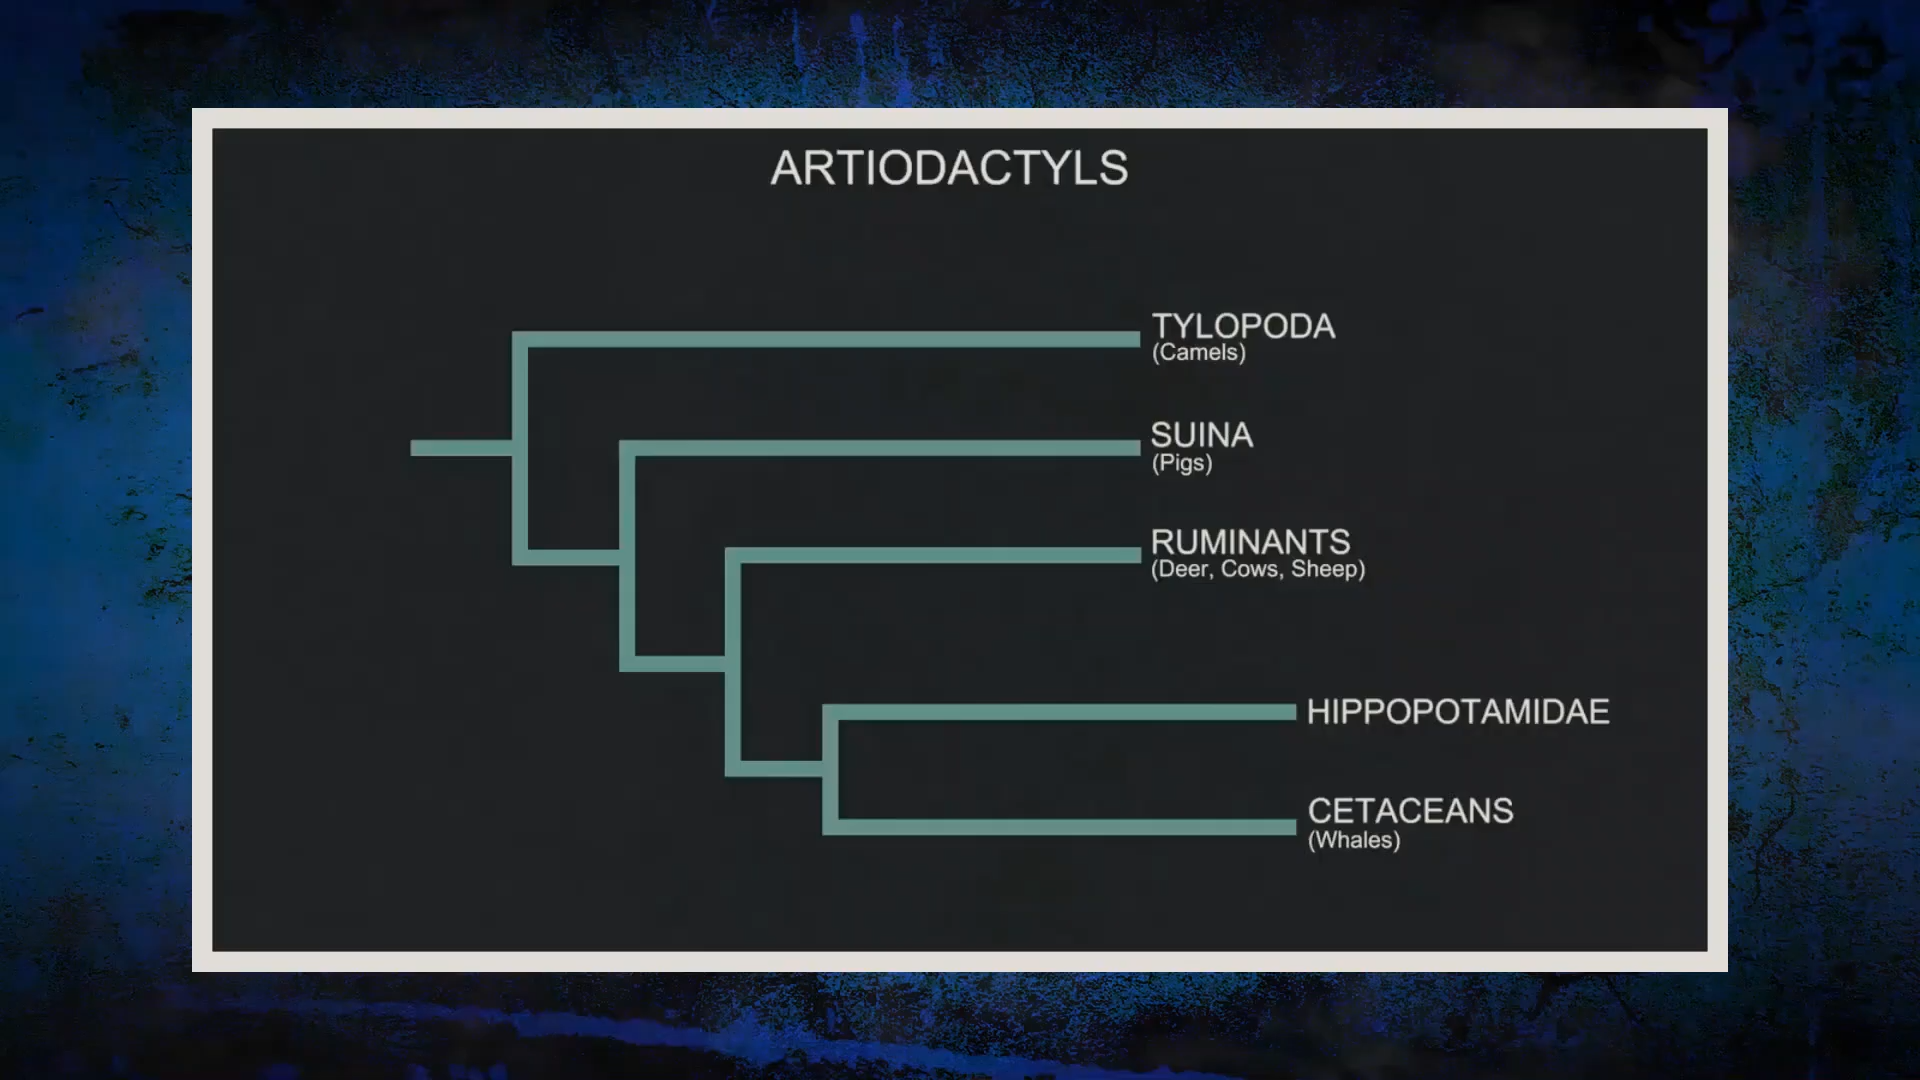 ARTIODACTYLS
TYLOPODA
(Camels)
SUINA
(Pigs)
RUMINANTS
(Deer, Cows, Sheep)
HIPPOPOTAMIDAE
CETACEANS
(Whales)